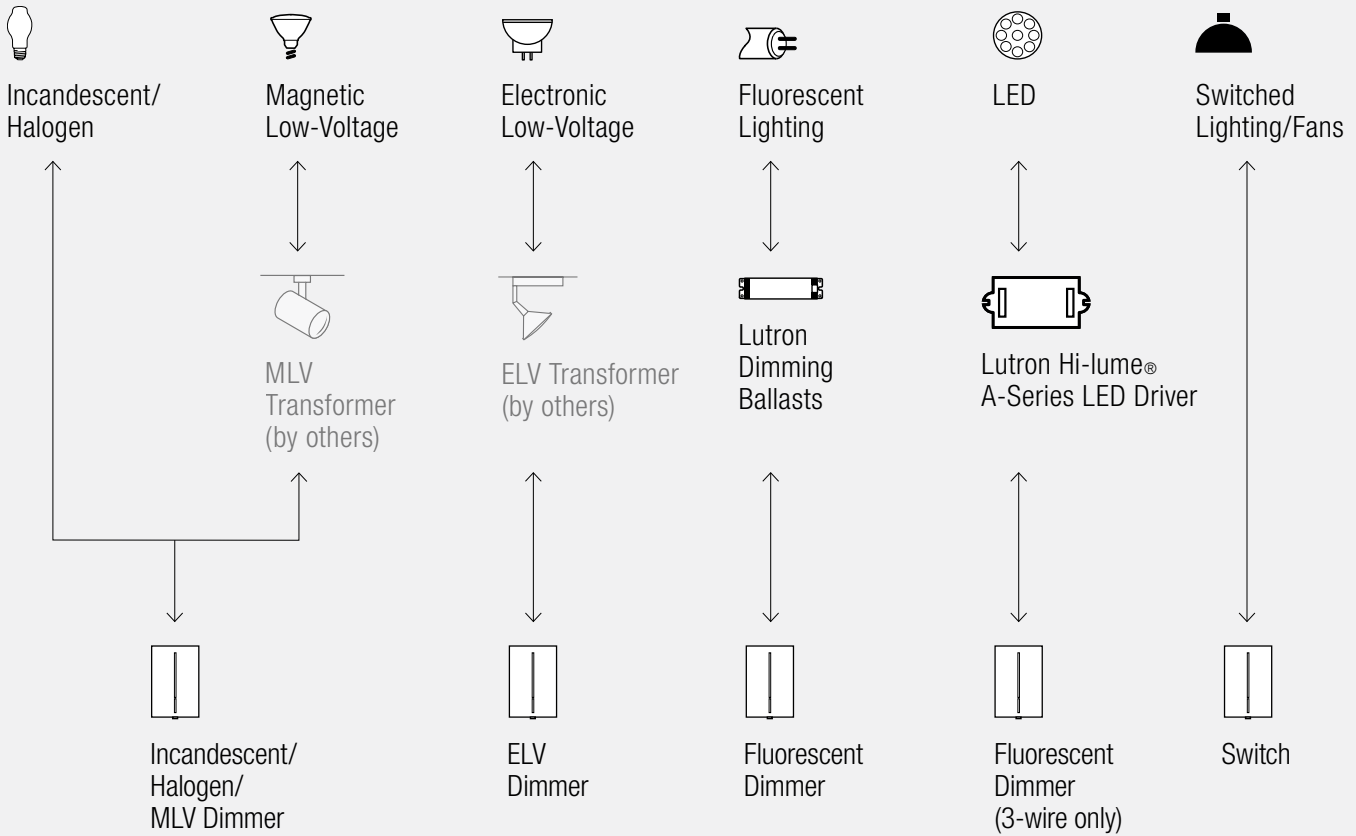 Incandescent/
Halogen
Magnetic
Low-Voltage
Electronic
Low-Voltage
Fluorescent
Lighting
LED
Switched
Lighting/Fans
MLV
Transformer
(by others)
ELV Transformer
(by others)
Lutron
Dimming
Ballasts
Lutron Hi-lume®
A-Series LED Driver
Incandescent/
Halogen/
MLV Dimmer
ELV
Dimmer
Fluorescent
Dimmer
Fluorescent
Dimmer
(3-wire only)
Switch